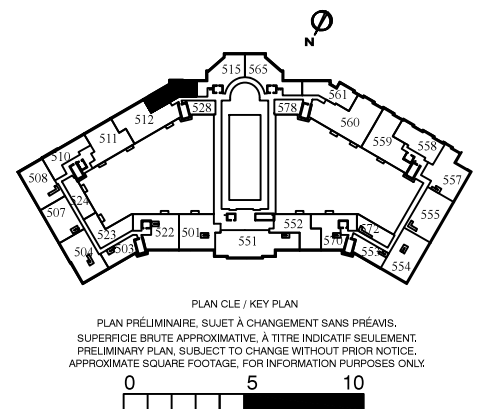 N
515 565
561
512 528 578 560
511 559 558
510
508 557
524
507 555
523 522 501 551 552 570 572
504 503 553 554
PLAN CLE / KEY PLAN
PLAN PRÉLIMINAIRE, SUJET À CHANGEMENT SANS PRÉAVIS.
SUPERFICIE BRUTE APPROXIMATIVE, À TITRE INDICATIF SEULEMENT.
PRELIMINARY PLAN, SUBJECT TO CHANGE WITHOUT PRIOR NOTICE.
APPROXIMATE SQUARE FOOTAGE, FOR INFORMATION PURPOSES ONLY.
0 5 10